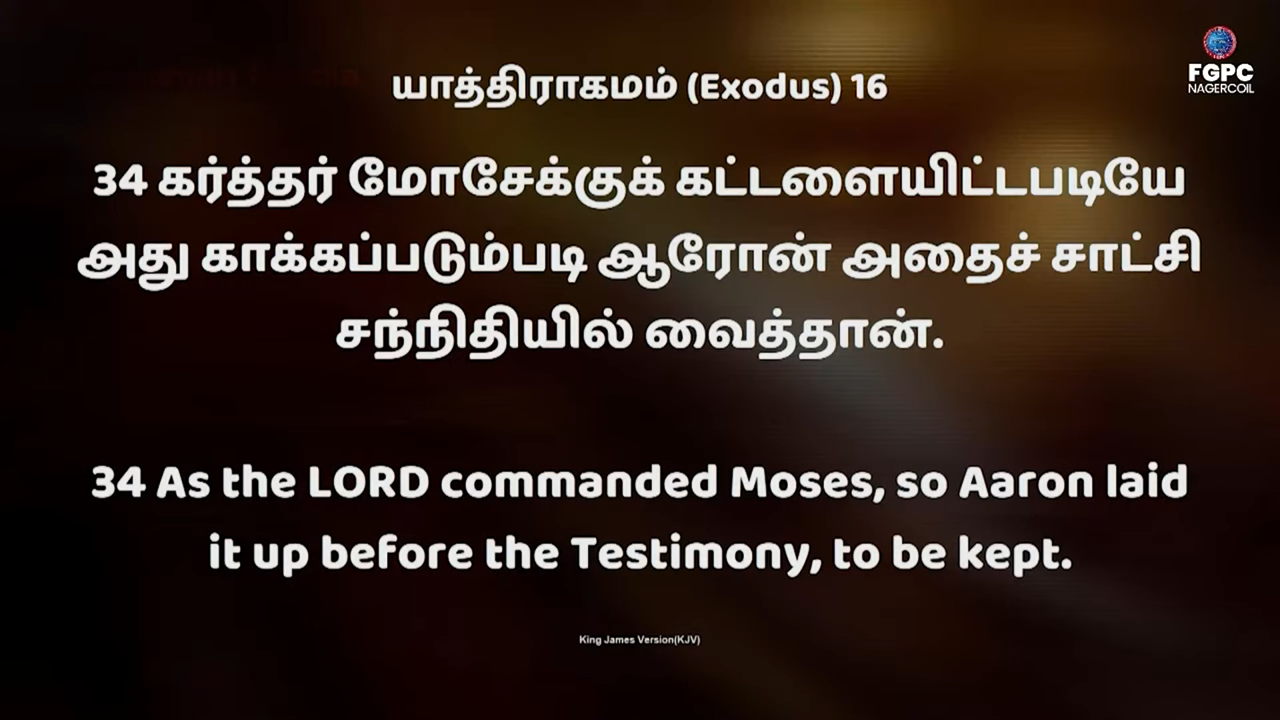 FGPC
NAGERCOIL
யாத்திராகமம் (Exodus) 16
34 கர்த்தர் மோசேக்குக் கட்டளையிட்டபடியே
அது காக்கப்படும்படி ஆரோன் அதைச் சாட்சி
சந்நிதியில் வைத்தான்.
34 As the LORD commanded Moses, so Aaron laid
it up before the Testimony, to be kept.
King James Version(KJV)